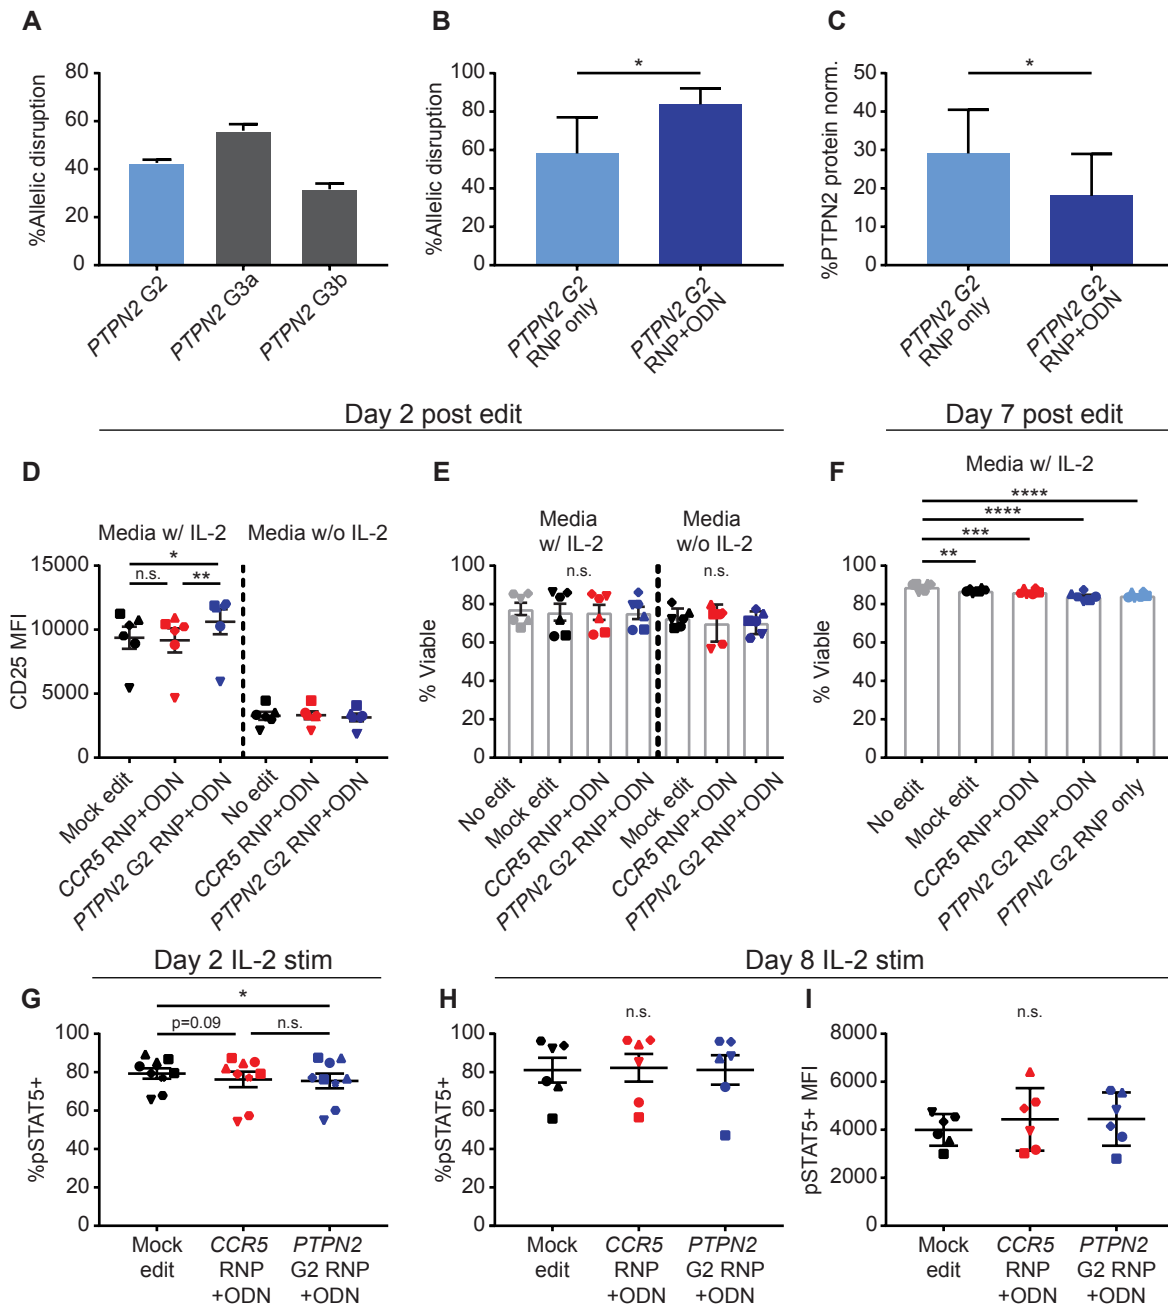 A
B
C
%Allelic disruption
80
60
40
20
0
PTPN2 G2
PTPN2 G3a
PTPN2 G3b
%Allelic disruption
100
80
60
40
20
0
*
PTPN2 G2
RNP only
PTPN2 G2
RNP+ODN
%PTPN2 protein norm.
50
40
30
20
10
0
*
PTPN2 G2
RNP only
PTPN2 G2
RNP+ODN
Day 2 post edit
Day 7 post edit
D
Media w/ IL-2
Media w/o IL-2
*
n.s.
**
CD25 MFI
15000
10000
5000
0
Mock edit
CCR5 RNP+ODN
PTPN2 G2 RNP+ODN
No edit
CCR5 RNP+ODN
PTPN2 G2 RNP+ODN
E
Media
w/ IL-2
n.s.
Media
w/o IL-2
n.s.
% Viable
100
80
60
40
20
0
No edit
Mock edit
CCR5 RNP+ODN
PTPN2 G2 RNP+ODN
Mock edit
CCR5 RNP+ODN
PTPN2 G2 RNP+ODN
F
Media w/ IL-2
****
****
***
**
% Viable
100
80
60
40
20
0
No edit
Mock edit
CCR5 RNP+ODN
PTPN2 G2 RNP+ODN
PTPN2 G2 RNP only
Day 2 IL-2 stim
Day 8 IL-2 stim
G
*
p=0.09
n.s.
%pSTAT5+
100
80
60
40
20
0
Mock
edit
CCR5
RNP
+ODN
PTPN2
G2 RNP
+ODN
H
n.s.
%pSTAT5+
100
80
60
40
20
0
Mock
edit
CCR5
RNP
+ODN
PTPN2
G2 RNP
+ODN
I
n.s.
pSTAT5+ MFI
8000
6000
4000
2000
0
Mock
edit
CCR5
RNP
+ODN
PTPN2
G2 RNP
+ODN